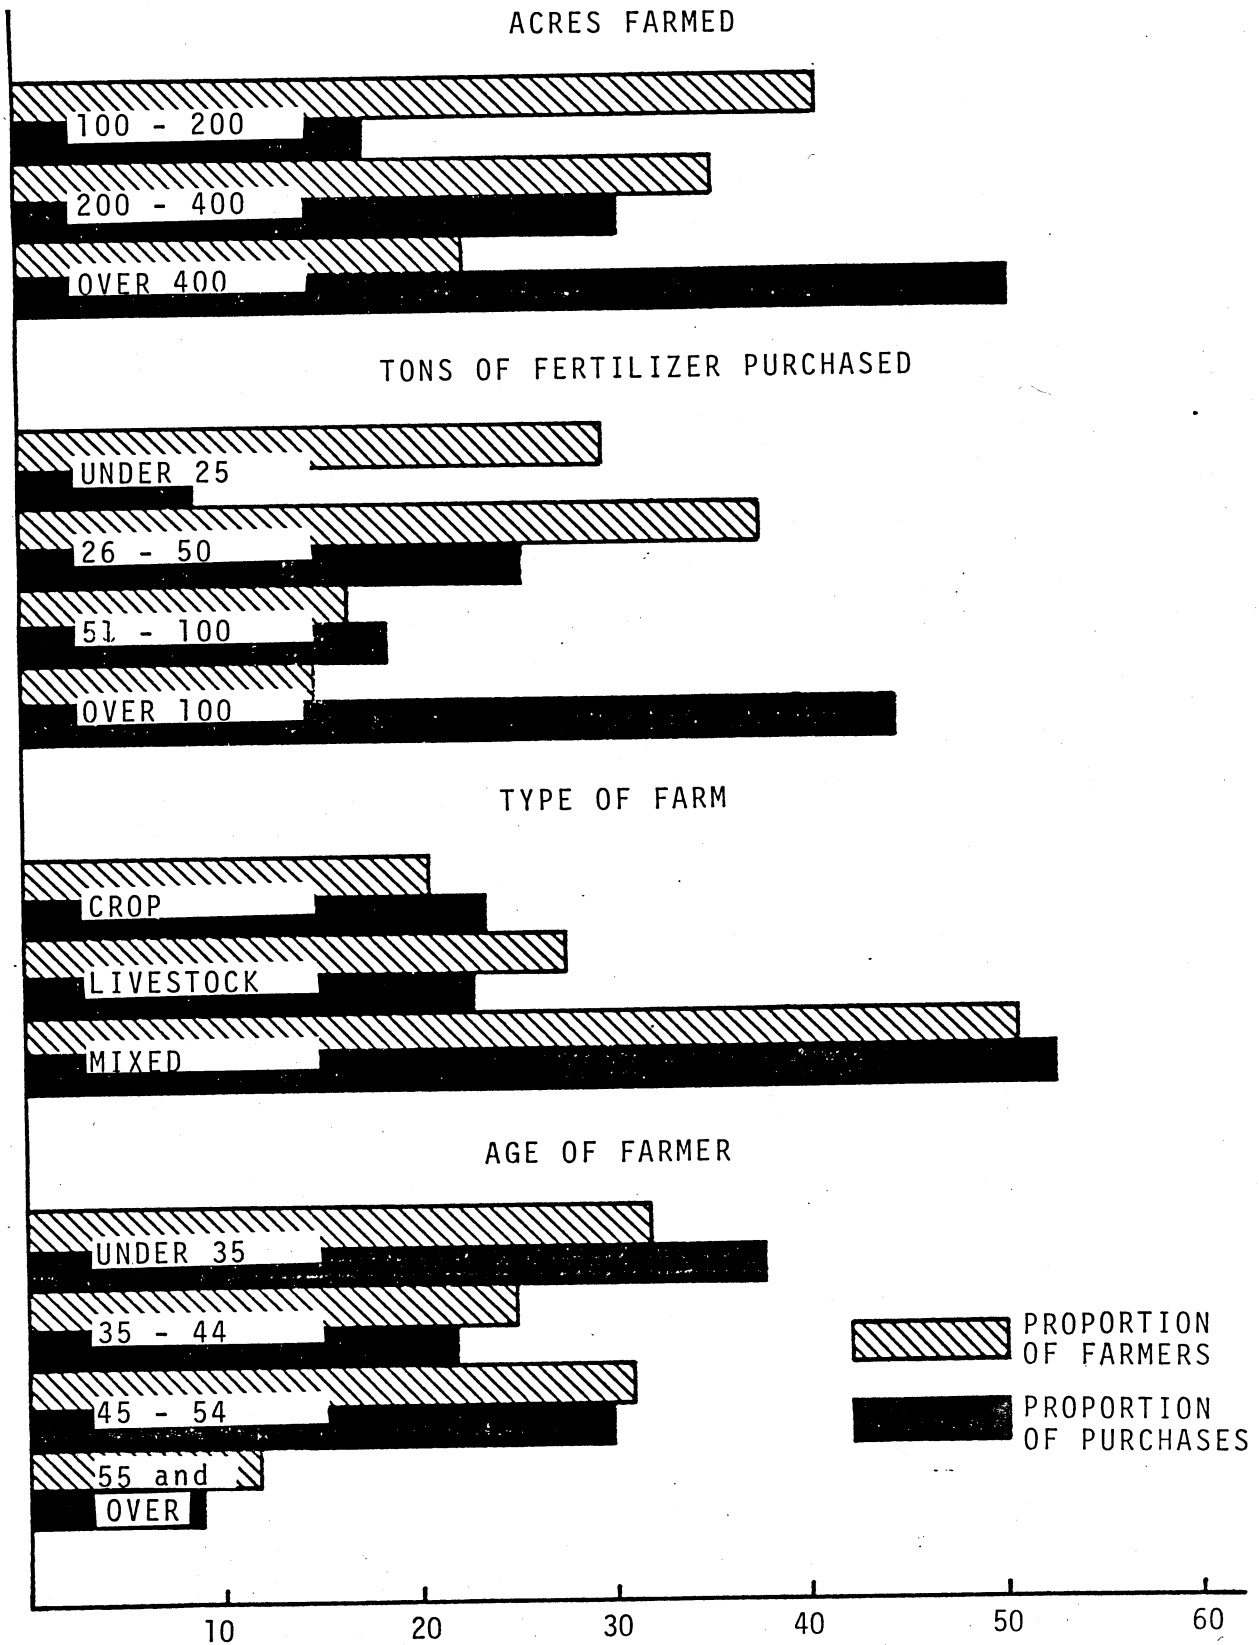 ACRES FARMED
100 - 200
200 - 400
OVER 400
TONS OF FERTILIZER PURCHASED
UNDER 25
26 - 50
51 - 100
OVER 100
TYPE OF FARM
CROP
LIVESTOCK
MIXED
AGE OF FARMER
UNDER 35
35 - 44
45 - 54
55 and
OVER
PROPORTION
OF FARMERS
PROPORTION
OF PURCHASES
10 20 30 40 50 60